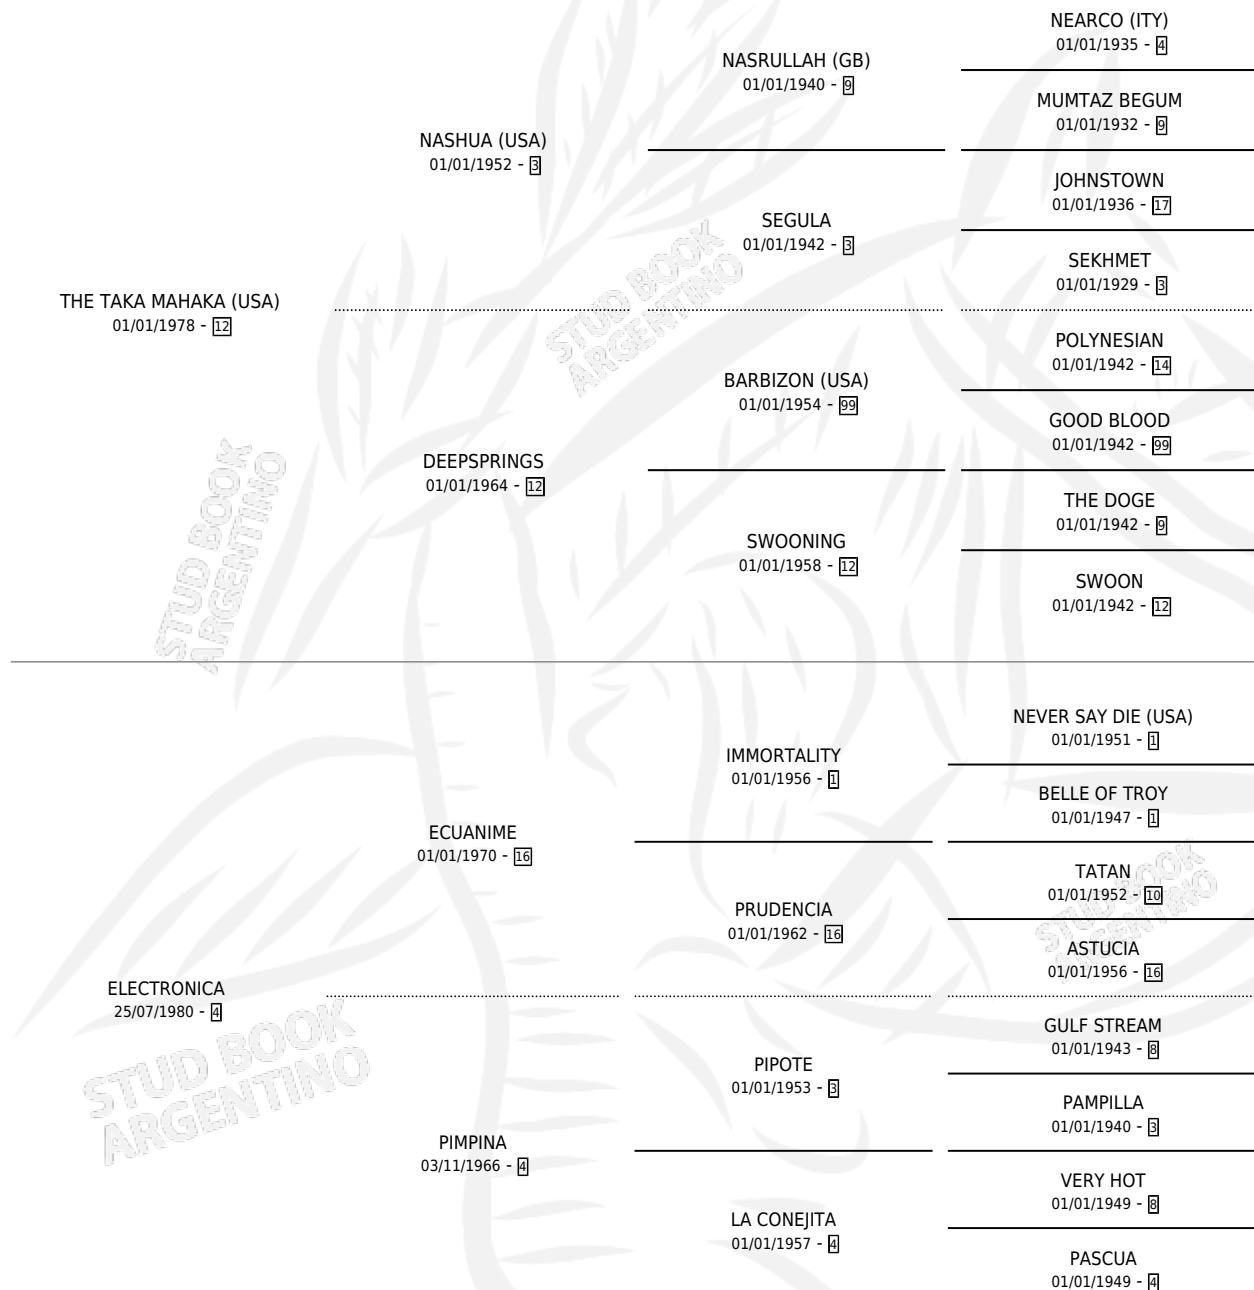 NEARCO (ITY)
01/01/1935 - 4
NASRULLAH (GB)
01/01/1940 - 9
MUMTAZ BEGUM
01/01/1932 - 9
NASHUA (USA)
01/01/1952 - 3
JOHNSTOWN
01/01/1936 - 17
SEGULA
01/01/1942 - 3
SEKHMET
01/01/1929 - 3
THE TAKA MAHAKA (USA)
01/01/1978 - 12
POLYNESIAN
01/01/1942 - 14
BARBIZON (USA)
01/01/1954 - 99
GOOD BLOOD
01/01/1942 - 99
DEEPSPRINGS
01/01/1964 - 12
THE DOGE
01/01/1942 - 9
SWOONING
01/01/1958 - 12
SWOON
01/01/1942 - 12
NEVER SAY DIE (USA)
01/01/1951 - 1
IMMORTALITY
01/01/1956 - 1
BELLE OF TROY
01/01/1947 - 1
ECUANIME
01/01/1970 - 16
TATAN
01/01/1952 - 10
PRUDENCIA
01/01/1962 - 16
ASTUCIA
01/01/1956 - 16
ELECTRONICA
25/07/1980 - 4
GULF STREAM
01/01/1943 - 8
PIPOTE
01/01/1953 - 3
PAMPILLA
01/01/1940 - 3
PIMPINA
03/11/1966 - 4
VERY HOT
01/01/1949 - 8
LA CONEJITA
01/01/1957 - 4
PASCUA
01/01/1949 - 4
STUD BOOK
ARGENTINO
STUD BOOK
ARGENTINO
STUD BOOK
ARGENTINO
STUD BOOK
ARGENTINO